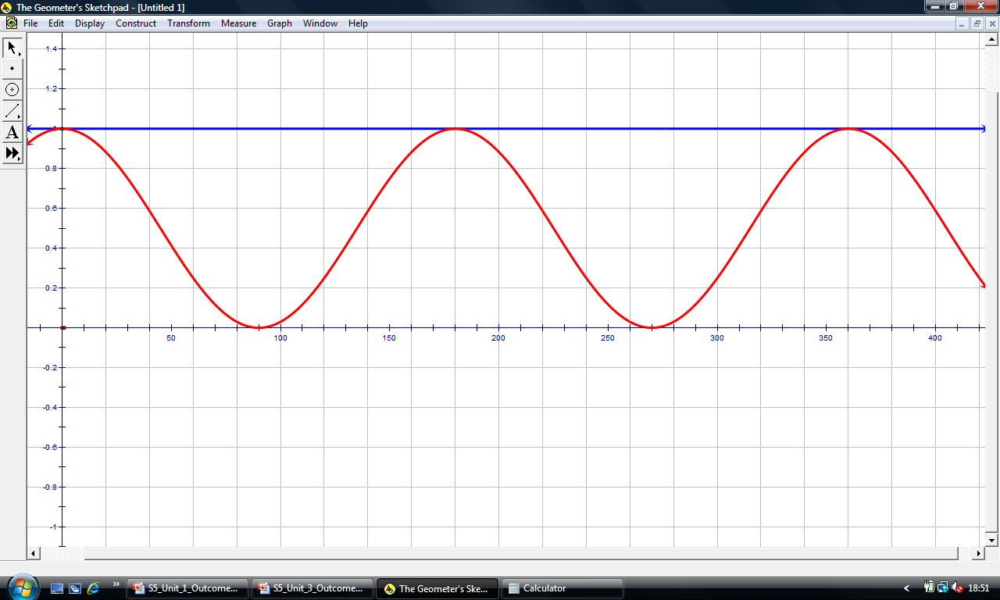 The Geometer's Sketchpad - [Untitled 1]
File Edit Display Construct Transform Measure Graph Window Help
A
1.4
1.2
1
0.8
0.6
0.4
0.2
50 100 150 200 250 300 350 400
-0.2
-0.4
-0.6
-0.8
-1
S5_Unit_1_Outcome... S5_Unit_3_Outcome... The Geometer's Ske... Calculator 18:51